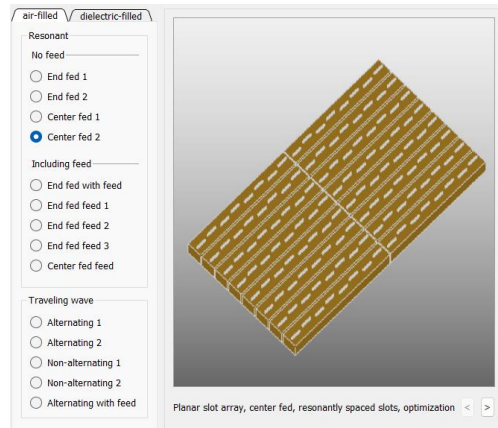 air-filled
dielectric-filled
Resonant
No feed
End fed 1
End fed 2
Center fed 1
Center fed 2
Including feed
End fed with feed
End fed feed 1
End fed feed 2
End fed feed 3
Center fed feed
Traveling wave
Alternating 1
Alternating 2
Non-alternating 1
Non-alternating 2
Alternating with feed
Planar slot array, center fed, resonantly spaced slots, optimization < >